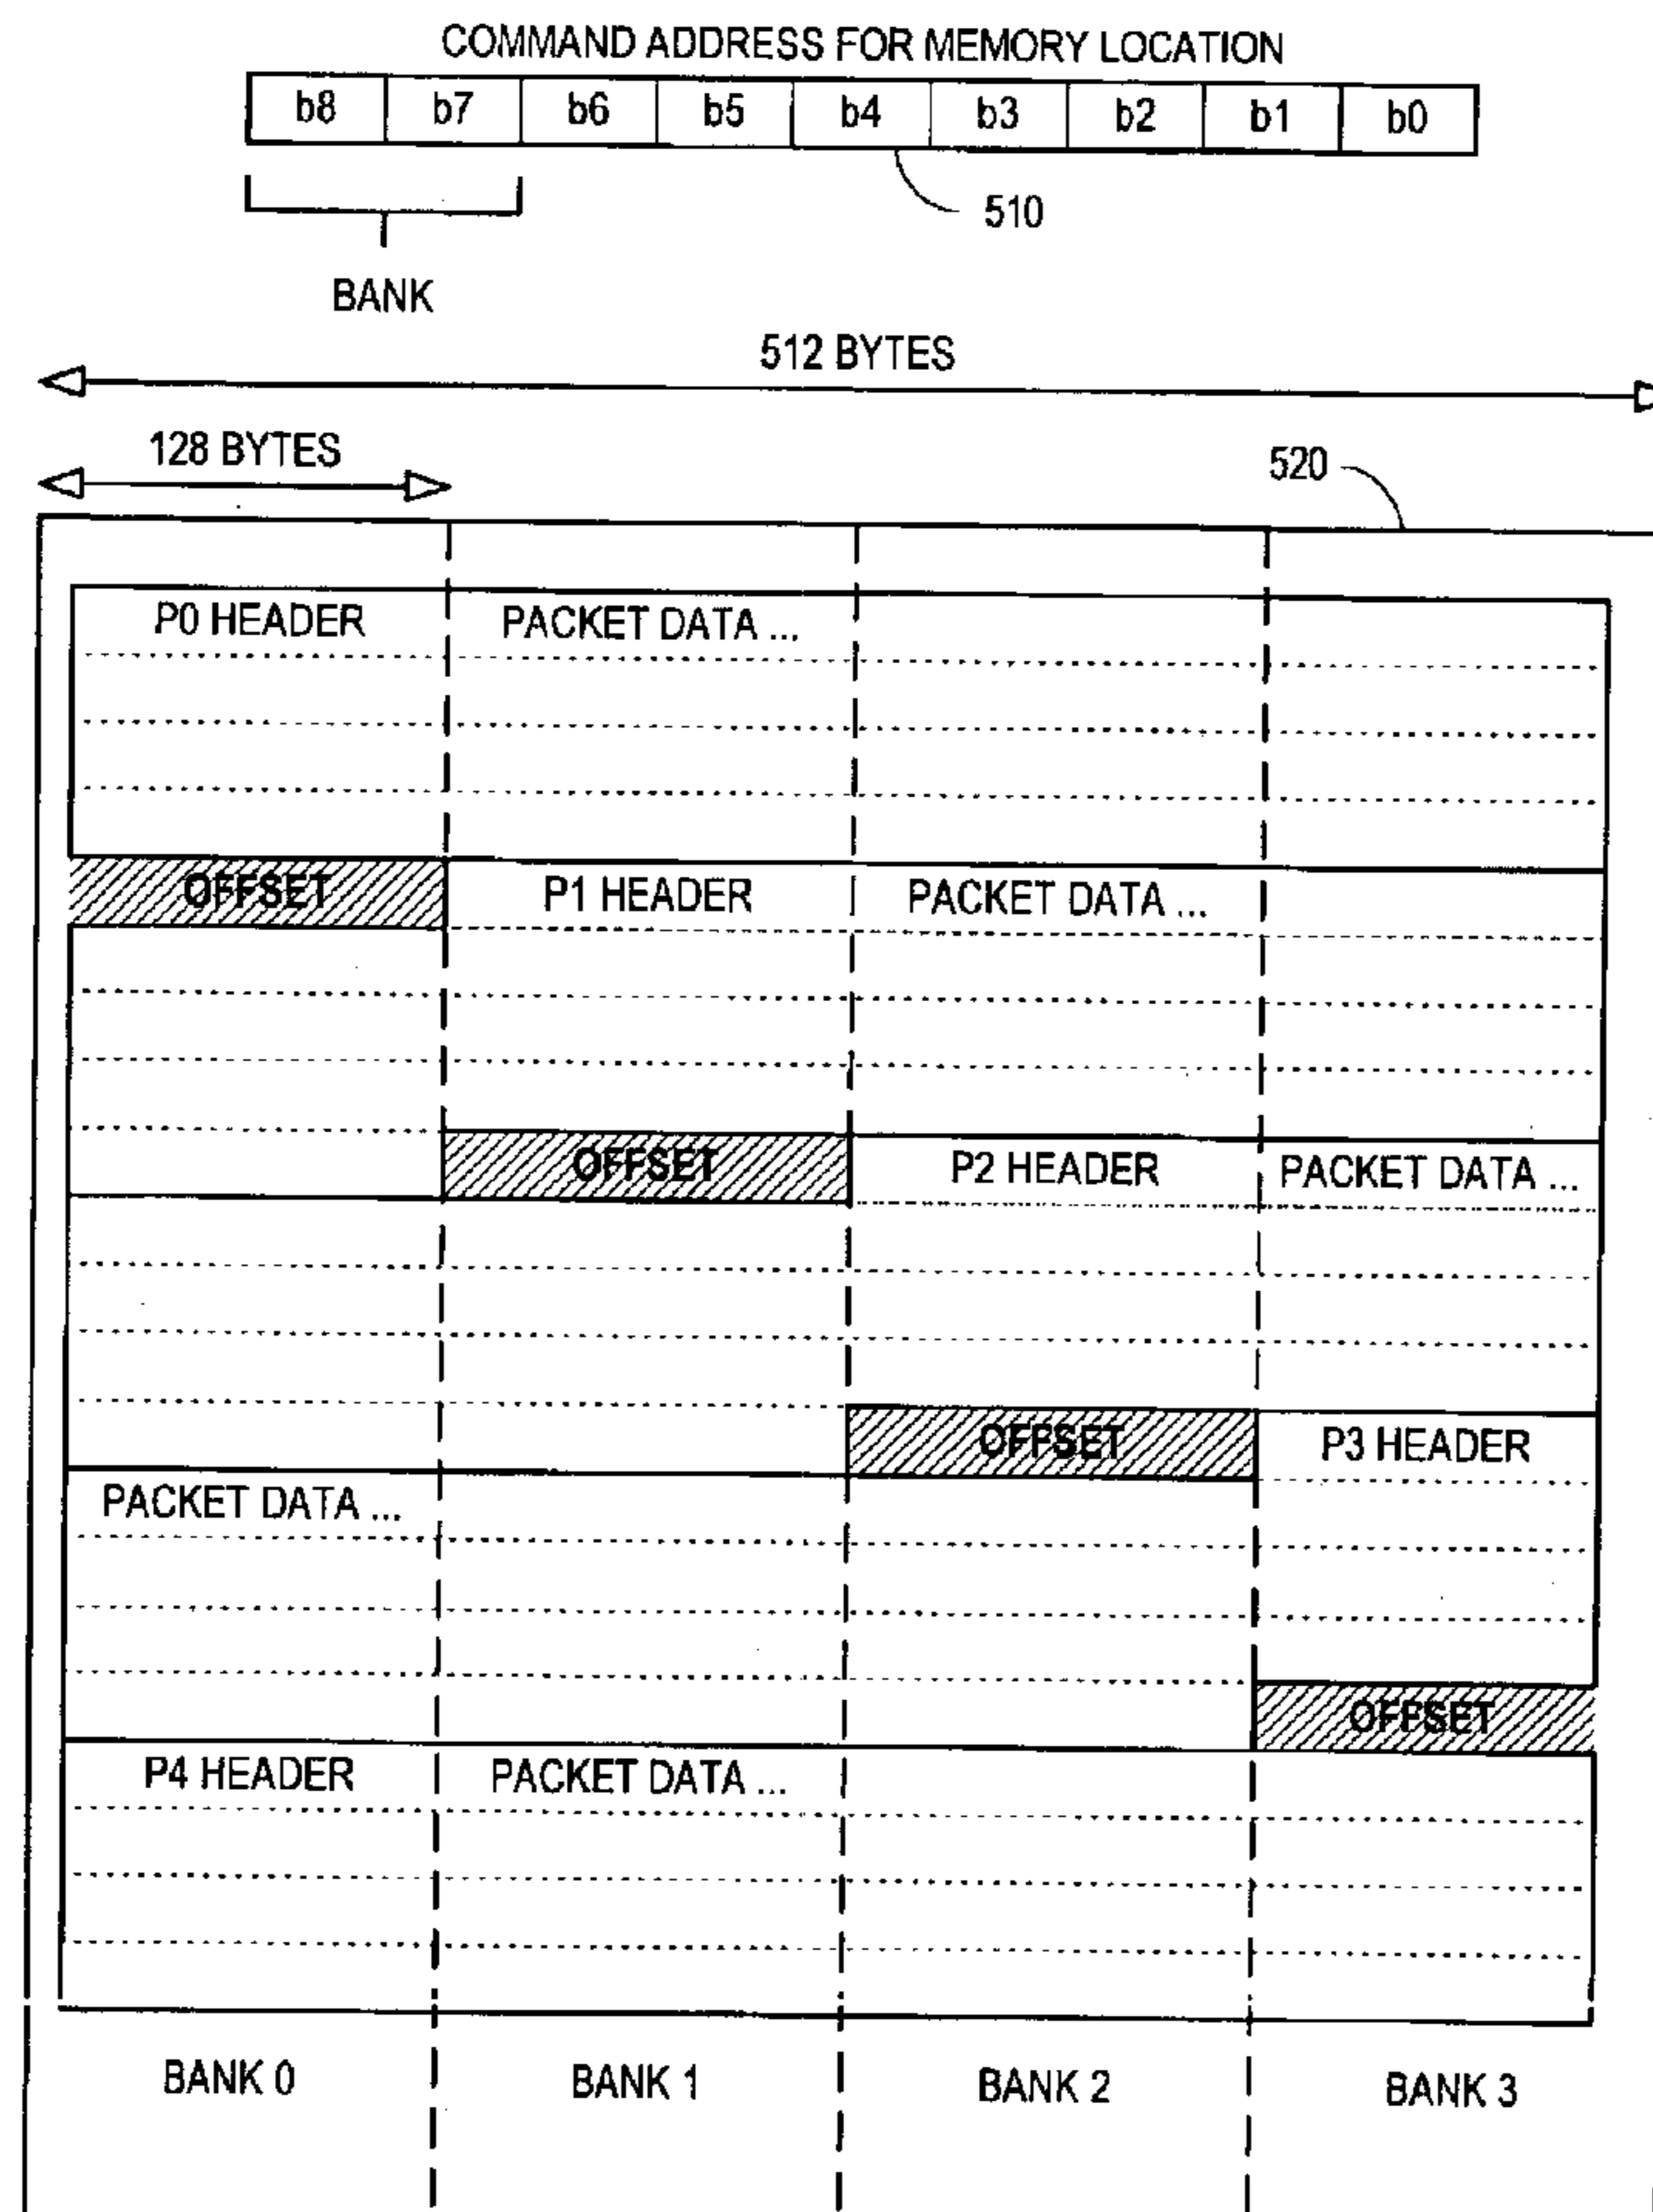 COMMAND ADDRESS FOR MEMORY LOCATION
b8 b7 b6 b5 b4 b3 b2 b1 b0
510
BANK
512 BYTES
128 BYTES
520
P0 HEADER PACKET DATA ...
OFFSET P1 HEADER PACKET DATA ...
OFFSET P2 HEADER PACKET DATA ...
OFFSET P3 HEADER
PACKET DATA ...
OFFSET
P4 HEADER PACKET DATA ...
BANK 0 BANK 1 BANK 2 BANK 3